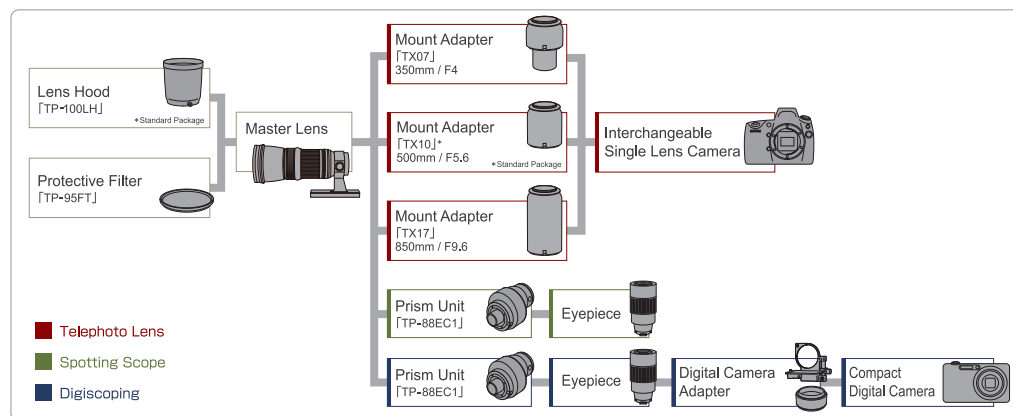 Lens Hood
「TP-100LH」
*Standard Package
Protective Filter
「TP-95FT」
Master Lens
Mount Adapter
「TX07」
350mm / F4
Mount Adapter
「TX10」*
500mm / F5.6
*Standard Package
Mount Adapter
「TX17」
850mm / F9.6
Interchangeable
Single Lens Camera
Prism Unit
「TP-88EC1」
Eyepiece
Prism Unit
「TP-88EC1」
Eyepiece
Digital Camera
Adapter
Compact
Digital Camera
Telephoto Lens
Spotting Scope
Digiscoping